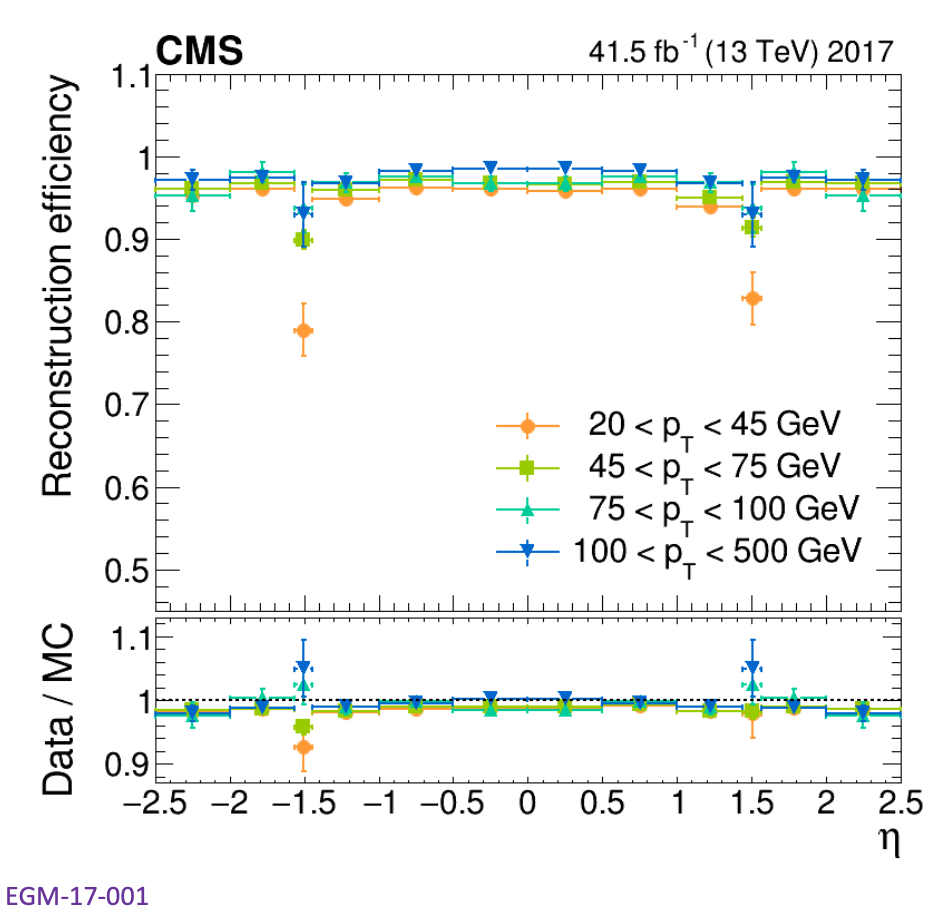 CMS 41.5 fb⁻¹ (13 TeV) 2017
Reconstruction efficiency
1.1
1
0.9
0.8
0.7
0.6
0.5
20 < p_T < 45 GeV
45 < p_T < 75 GeV
75 < p_T < 100 GeV
100 < p_T < 500 GeV
Data / MC
1.1
1
0.9
−2.5 −2 −1.5 −1 −0.5 0 0.5 1 1.5 2 2.5
η
EGM-17-001